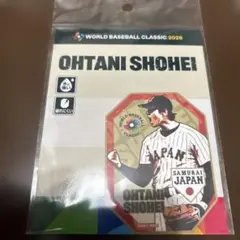 WORLD BASEBALL CLASSIC 2026
OHTANI SHOHEI
JAPAN
SAMURAI
JAPAN
OHTANI
SHOHEI